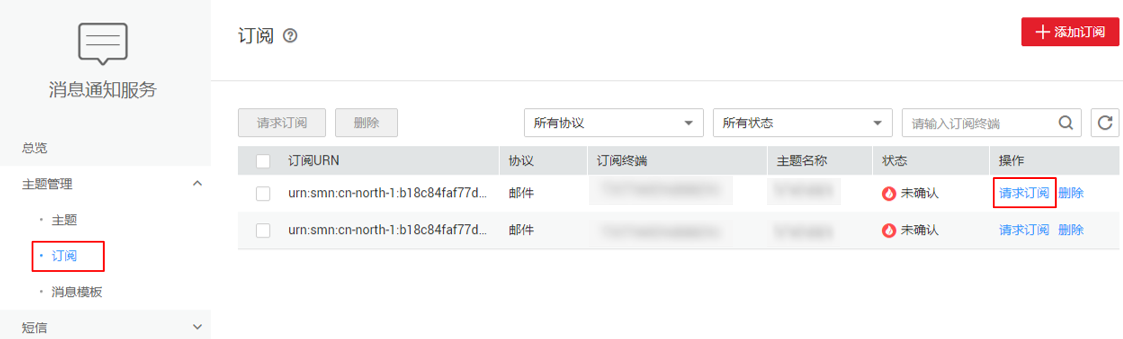 订阅
添加订阅
消息通知服务
总览
主题管理
主题
订阅
消息模板
短信
请求订阅 删除 所有协议 所有状态 请输入订阅终端
订阅URN 协议 订阅终端 主题名称 状态 操作
urn:smn:cn-north-1:b18c84faf77d... 邮件 未确认 请求订阅 删除
urn:smn:cn-north-1:b18c84faf77d... 邮件 未确认 请求订阅 删除